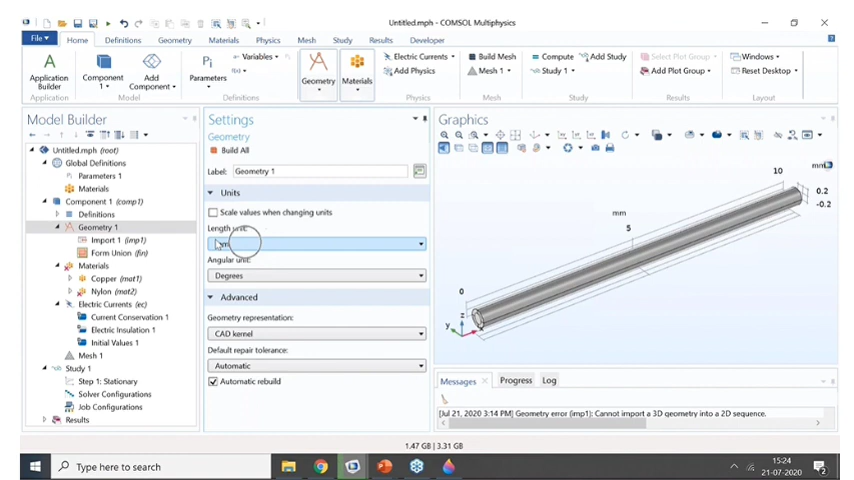 Untitled.mph - COMSOL Multiphysics
File Home Definitions Geometry Materials Physics Mesh Study Results Developer
Application Builder
Application
Component 1
Add Component
Model
Pi
Parameters
Variables
f(x)
Definitions
Geometry
Materials
Electric Currents
Add Physics
Physics
Build Mesh
Mesh 1
Mesh
Compute
Add Study
Study 1
Study
Select Plot Group
Add Plot Group
Results
Windows
Reset Desktop
Layout
Model Builder
Untitled.mph (root)
Global Definitions
Parameters 1
Materials
Component 1 (comp1)
Definitions
Geometry 1
Import 1 (imp1)
Form Union (fin)
Materials
Copper (mat1)
Nylon (mat2)
Electric Currents (ec)
Current Conservation 1
Electric Insulation 1
Initial Values 1
Mesh 1
Study 1
Step 1: Stationary
Solver Configurations
Job Configurations
Results
Settings
Geometry
Build All
Label: Geometry 1
Units
Scale values when changing units
Length unit:
Angular unit:
Degrees
Advanced
Geometry representation:
CAD kernel
Default repair tolerance:
Automatic
Automatic rebuild
Graphics
mm
10
0.2
-0.2
mm
5
0
y z x
Messages Progress Log
[Jul 21, 2020 3:14 PM] Geometry error (imp1): Cannot import a 3D geometry into a 2D sequence.
1.47 GB | 3.31 GB
Type here to search
15:24
21-07-2020
2